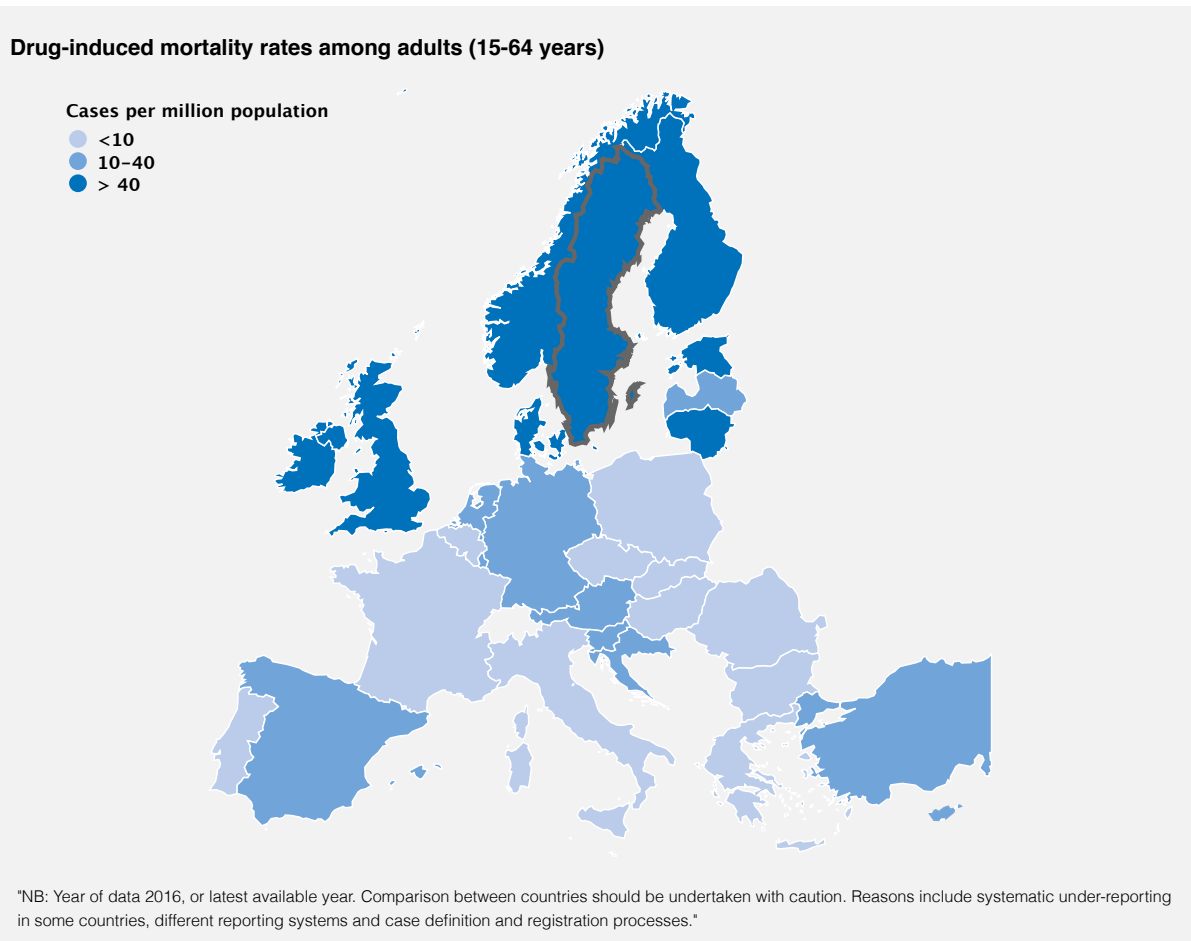 Drug-induced mortality rates among adults (15-64 years)
Cases per million population
<10
10–40
> 40
"NB: Year of data 2016, or latest available year. Comparison between countries should be undertaken with caution. Reasons include systematic under-reporting
in some countries, different reporting systems and case definition and registration processes."